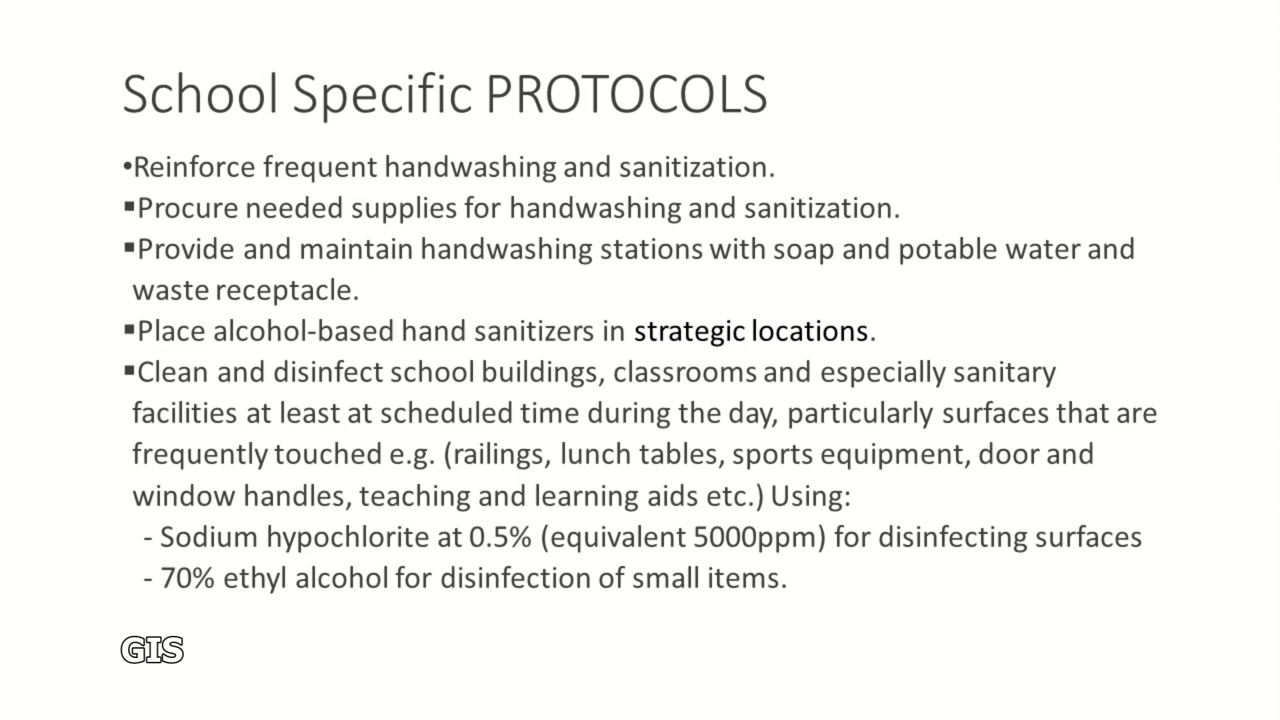 School Specific PROTOCOLS
•Reinforce frequent handwashing and sanitization.
▪Procure needed supplies for handwashing and sanitization.
▪Provide and maintain handwashing stations with soap and potable water and
waste receptacle.
▪Place alcohol-based hand sanitizers in strategic locations.
▪Clean and disinfect school buildings, classrooms and especially sanitary
facilities at least at scheduled time during the day, particularly surfaces that are
frequently touched e.g. (railings, lunch tables, sports equipment, door and
window handles, teaching and learning aids etc.) Using:
- Sodium hypochlorite at 0.5% (equivalent 5000ppm) for disinfecting surfaces
- 70% ethyl alcohol for disinfection of small items.
GIS